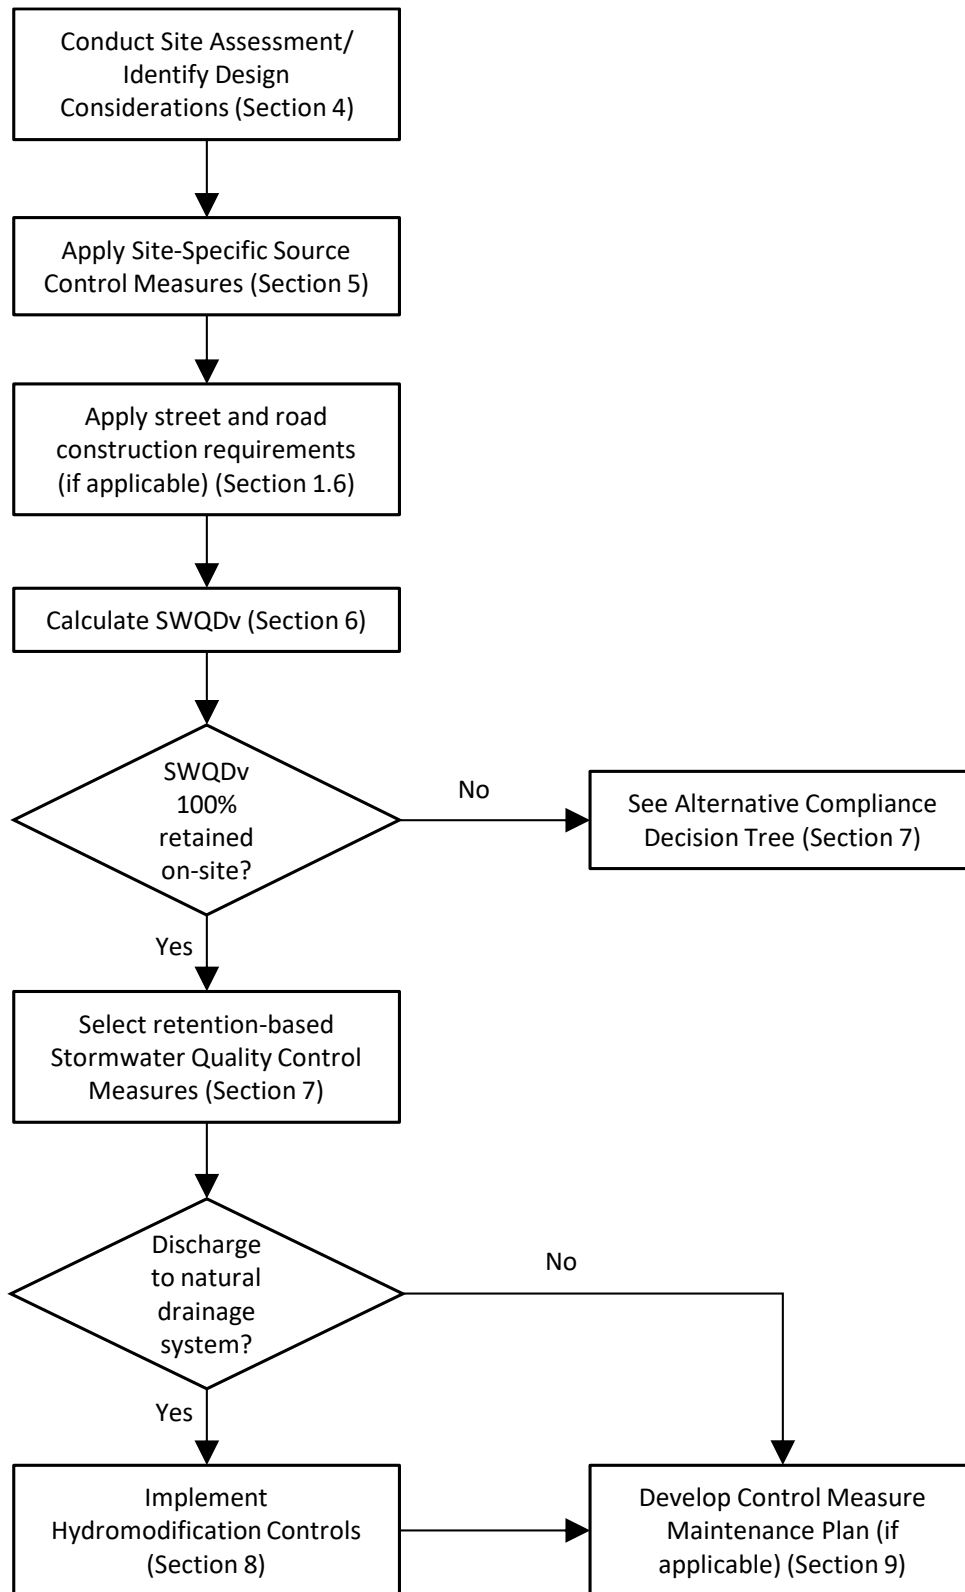 Conduct Site Assessment/
Identify Design
Considerations (Section 4)
Apply Site-Specific Source
Control Measures (Section 5)
Apply street and road
construction requirements
(if applicable) (Section 1.6)
Calculate SWQDv (Section 6)
SWQDv
100%
retained
on-site?
No
See Alternative Compliance
Decision Tree (Section 7)
Yes
Select retention-based
Stormwater Quality Control
Measures (Section 7)
Discharge
to natural
drainage
system?
No
Yes
Implement
Hydromodification Controls
(Section 8)
Develop Control Measure
Maintenance Plan (if
applicable) (Section 9)